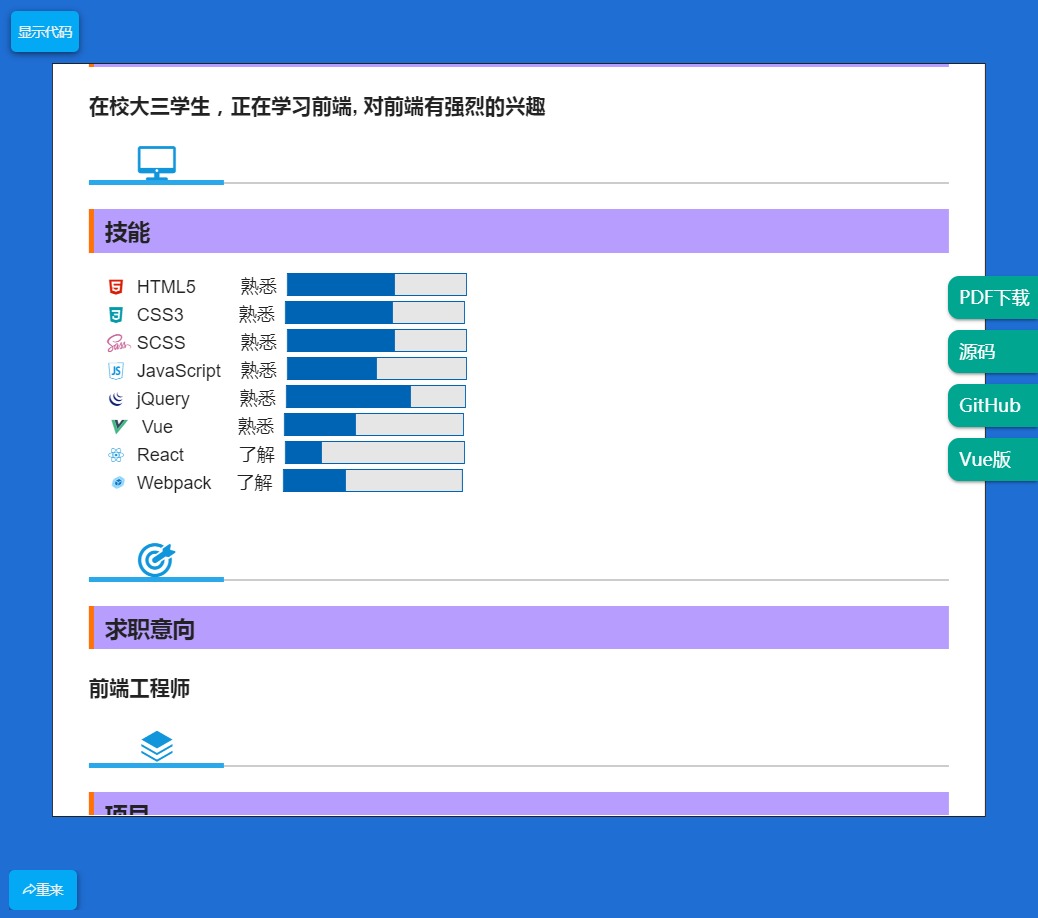 显示代码
在校大三学生，正在学习前端, 对前端有强烈的兴趣
技能
HTML5 熟悉
CSS3 熟悉
SCSS 熟悉
JavaScript 熟悉
jQuery 熟悉
Vue 熟悉
React 了解
Webpack 了解
PDF下载
源码
GitHub
Vue版
求职意向
前端工程师
项目
重来